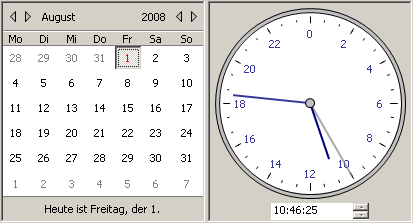 August 2008
Mo Di Mi Do Fr Sa So
28 29 30 31 1 2 3
4 5 6 7 8 9 10
11 12 13 14 15 16 17
18 19 20 21 22 23 24
25 26 27 28 29 30 31
1 2 3 4 5 6 7
Heute ist Freitag, der 1.
0
22 2
20 4
18 6
16 8
14 10
12
10:46:25